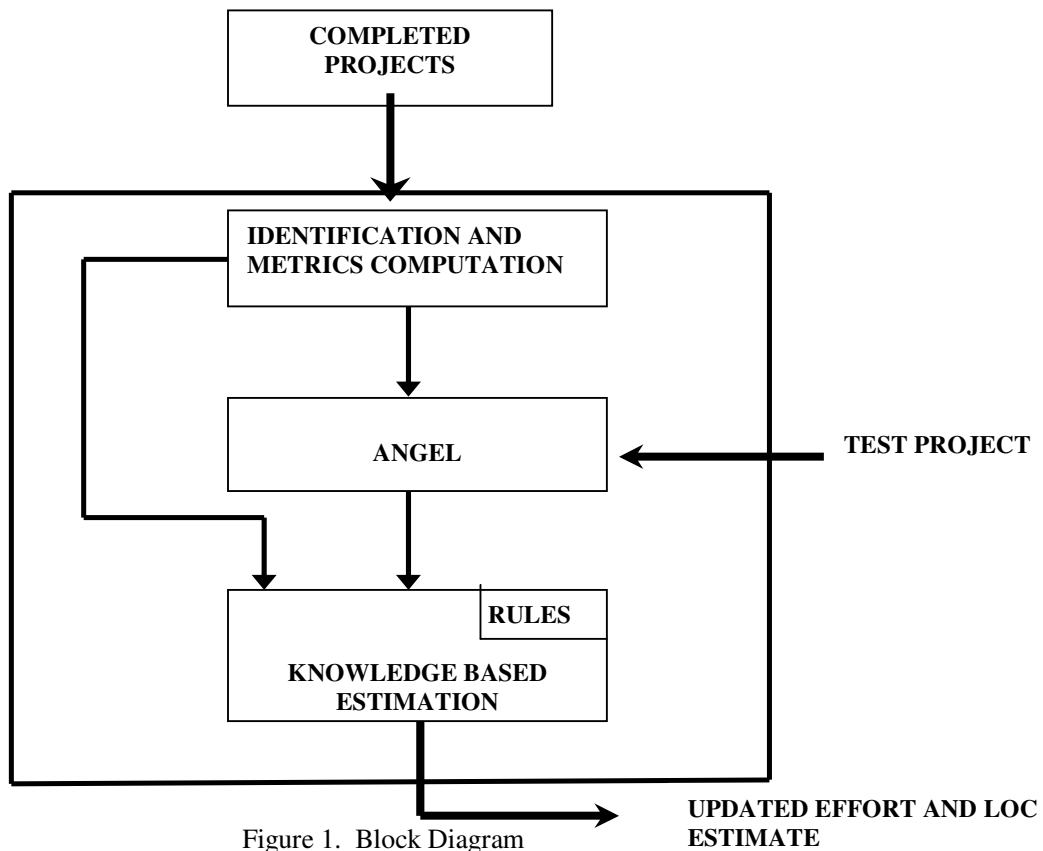 COMPLETED
PROJECTS
IDENTIFICATION AND
METRICS COMPUTATION
ANGEL
TEST PROJECT
RULES
KNOWLEDGE BASED
ESTIMATION
UPDATED EFFORT AND LOC
ESTIMATE
Figure 1. Block Diagram